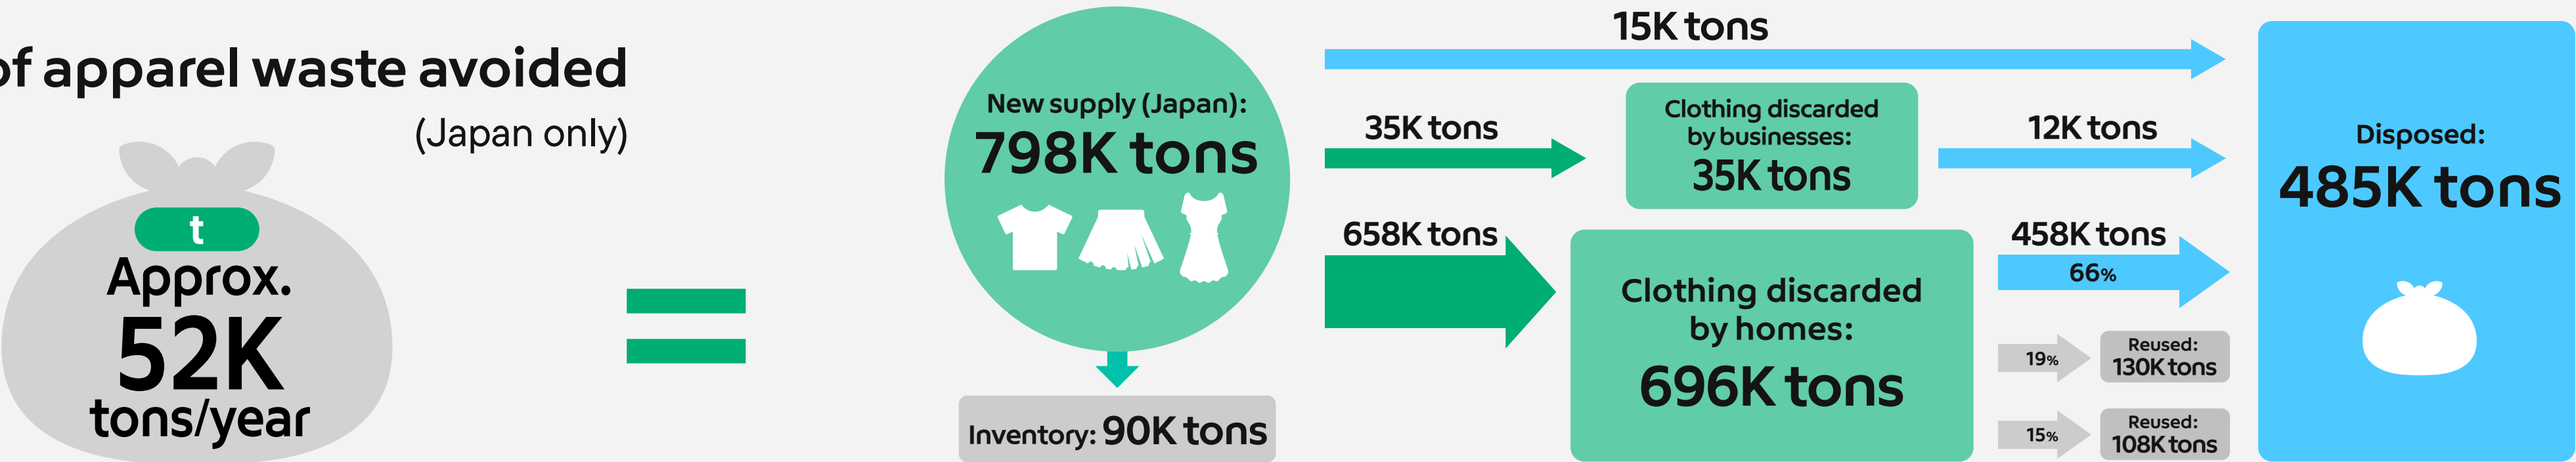 of apparel waste avoided
(Japan only)
t
Approx.
52K
tons/year
New supply (Japan):
798K tons
Inventory: 90K tons
15K tons
35K tons
Clothing discarded
by businesses:
35K tons
12K tons
658K tons
Clothing discarded
by homes:
696K tons
458K tons
66%
19%
Reused:
130K tons
15%
Reused:
108K tons
Disposed:
485K tons